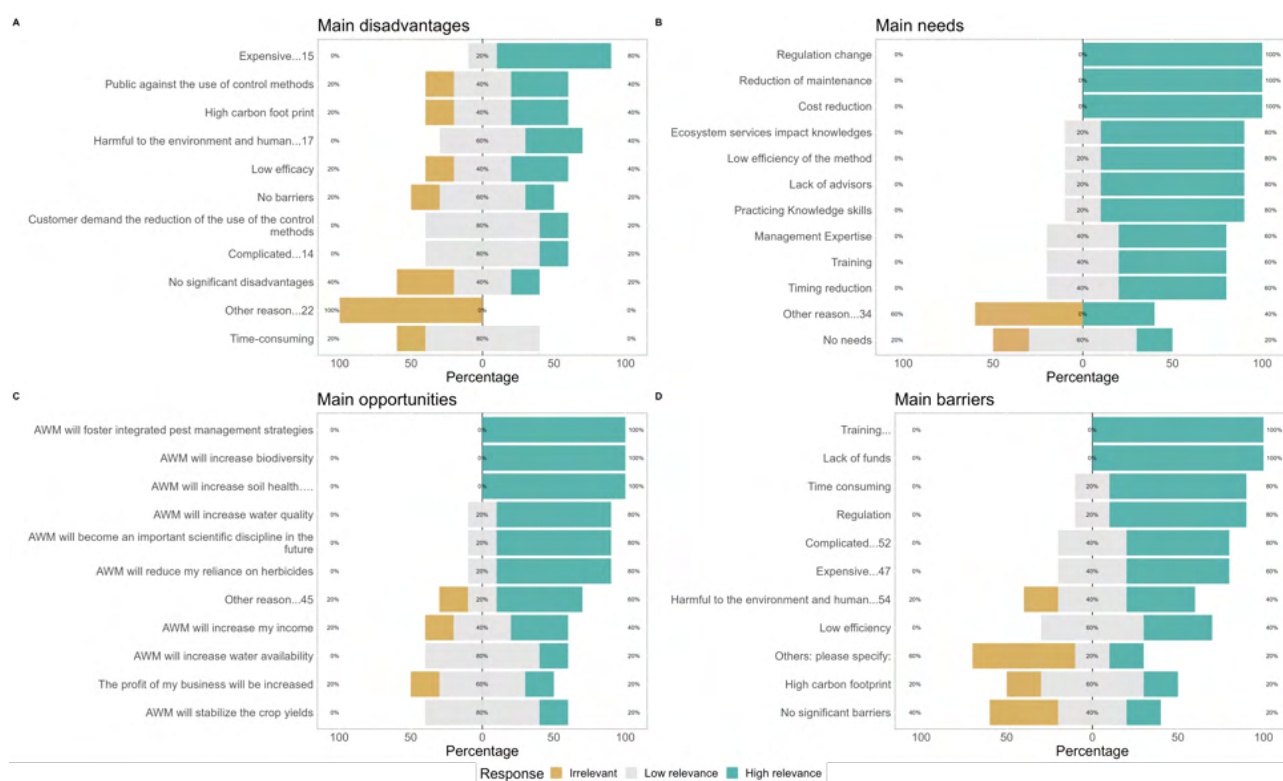 A
Main disadvantages
Expensive...15 0% 20% 80%
Public against the use of control methods 20% 40% 40%
High carbon foot print 20% 40% 40%
Harmful to the environment and human...17 0% 60% 40%
Low efficacy 20% 40% 40%
No barriers 20% 60% 20%
Customer demand the reduction of the use of the control
methods 0% 80% 20%
Complicated...14 0% 80% 20%
No significant disadvantages 40% 40% 20%
Other reason...22 100% 0% 0%
Time-consuming 20% 80% 0%
100 50 0 50 100
Percentage
B
Main needs
Regulation change 0% 0% 100%
Reduction of maintenance 0% 0% 100%
Cost reduction 0% 0% 100%
Ecosystem services impact knowledges 0% 20% 80%
Low efficiency of the method 0% 20% 80%
Lack of advisors 0% 20% 80%
Practicing Knowledge skills 0% 20% 80%
Management Expertise 0% 40% 60%
Training 0% 40% 60%
Timing reduction 0% 40% 60%
Other reason...34 60% 0% 40%
No needs 20% 60% 20%
100 50 0 50 100
Percentage
C
Main opportunities
AWM will foster integrated pest management strategies 0% 0% 100%
AWM will increase biodiversity 0% 0% 100%
AWM will increase soil health.... 0% 0% 100%
AWM will increase water quality 0% 20% 80%
AWM will become an important scientific discipline in the
future 0% 20% 80%
AWM will reduce my reliance on herbicides 0% 20% 80%
Other reason...45 20% 20% 60%
AWM will increase my income 20% 40% 40%
AWM will increase water availability 0% 80% 20%
The profit of my business will be increased 20% 60% 20%
AWM will stabilize the crop yields 0% 80% 20%
100 50 0 50 100
Percentage
D
Main barriers
Training... 0% 0% 100%
Lack of funds 0% 0% 100%
Time consuming 0% 20% 80%
Regulation 0% 20% 80%
Complicated...52 0% 40% 60%
Expensive...47 0% 40% 60%
Harmful to the environment and human...54 20% 40% 40%
Low efficiency 0% 60% 40%
Others: please specify: 60% 20% 20%
High carbon footprint 20% 60% 20%
No significant barriers 40% 40% 20%
100 50 0 50 100
Percentage
Response Irrelevant Low relevance High relevance